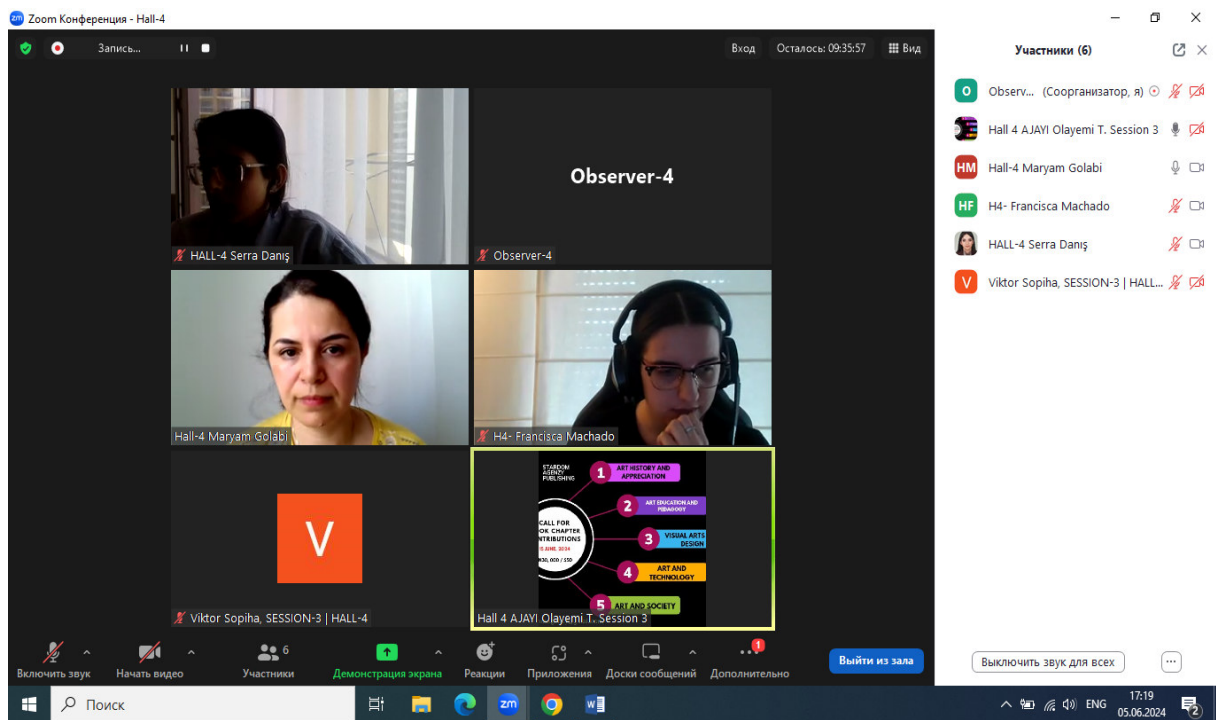 Zoom Конференция - Hall-4
Запись...
Вход
Осталось: 09:35:57
Вид
HALL-4 Serra Danış
Observer-4
Observer-4
Hall-4 Maryam Golabi
H4- Francisca Machado
V
Viktor Sopiha, SESSION-3 | HALL-4
STARDOM
AGENZY
PUBLISHING
CALL FOR
OK CHAPTER
NTRIBUTIONS
1
ART HISTORY AND
APPRECIATION
2
ART EDUCATION AND
PEDAGOGY
3
VISUAL ARTS
DESIGN
4
ART AND
TECHNOLOGY
5
ART AND SOCIETY
Hall 4 AJAYI Olayemi T. Session 3
Участники (6)
O
Observ... (Соорганизатор, я)
Hall 4 AJAYI Olayemi T. Session 3
HM
Hall-4 Maryam Golabi
HF
H4- Francisca Machado
HALL-4 Serra Danış
V
Viktor Sopiha, SESSION-3 | HALL...
Включить звук
Начать видео
6
Участники
Демонстрация экрана
Реакции
Приложения
Доски сообщений
1
Дополнительно
Выйти из зала
Выключить звук для всех
Поиск
zm
ENG
17:19
05.06.2024
2